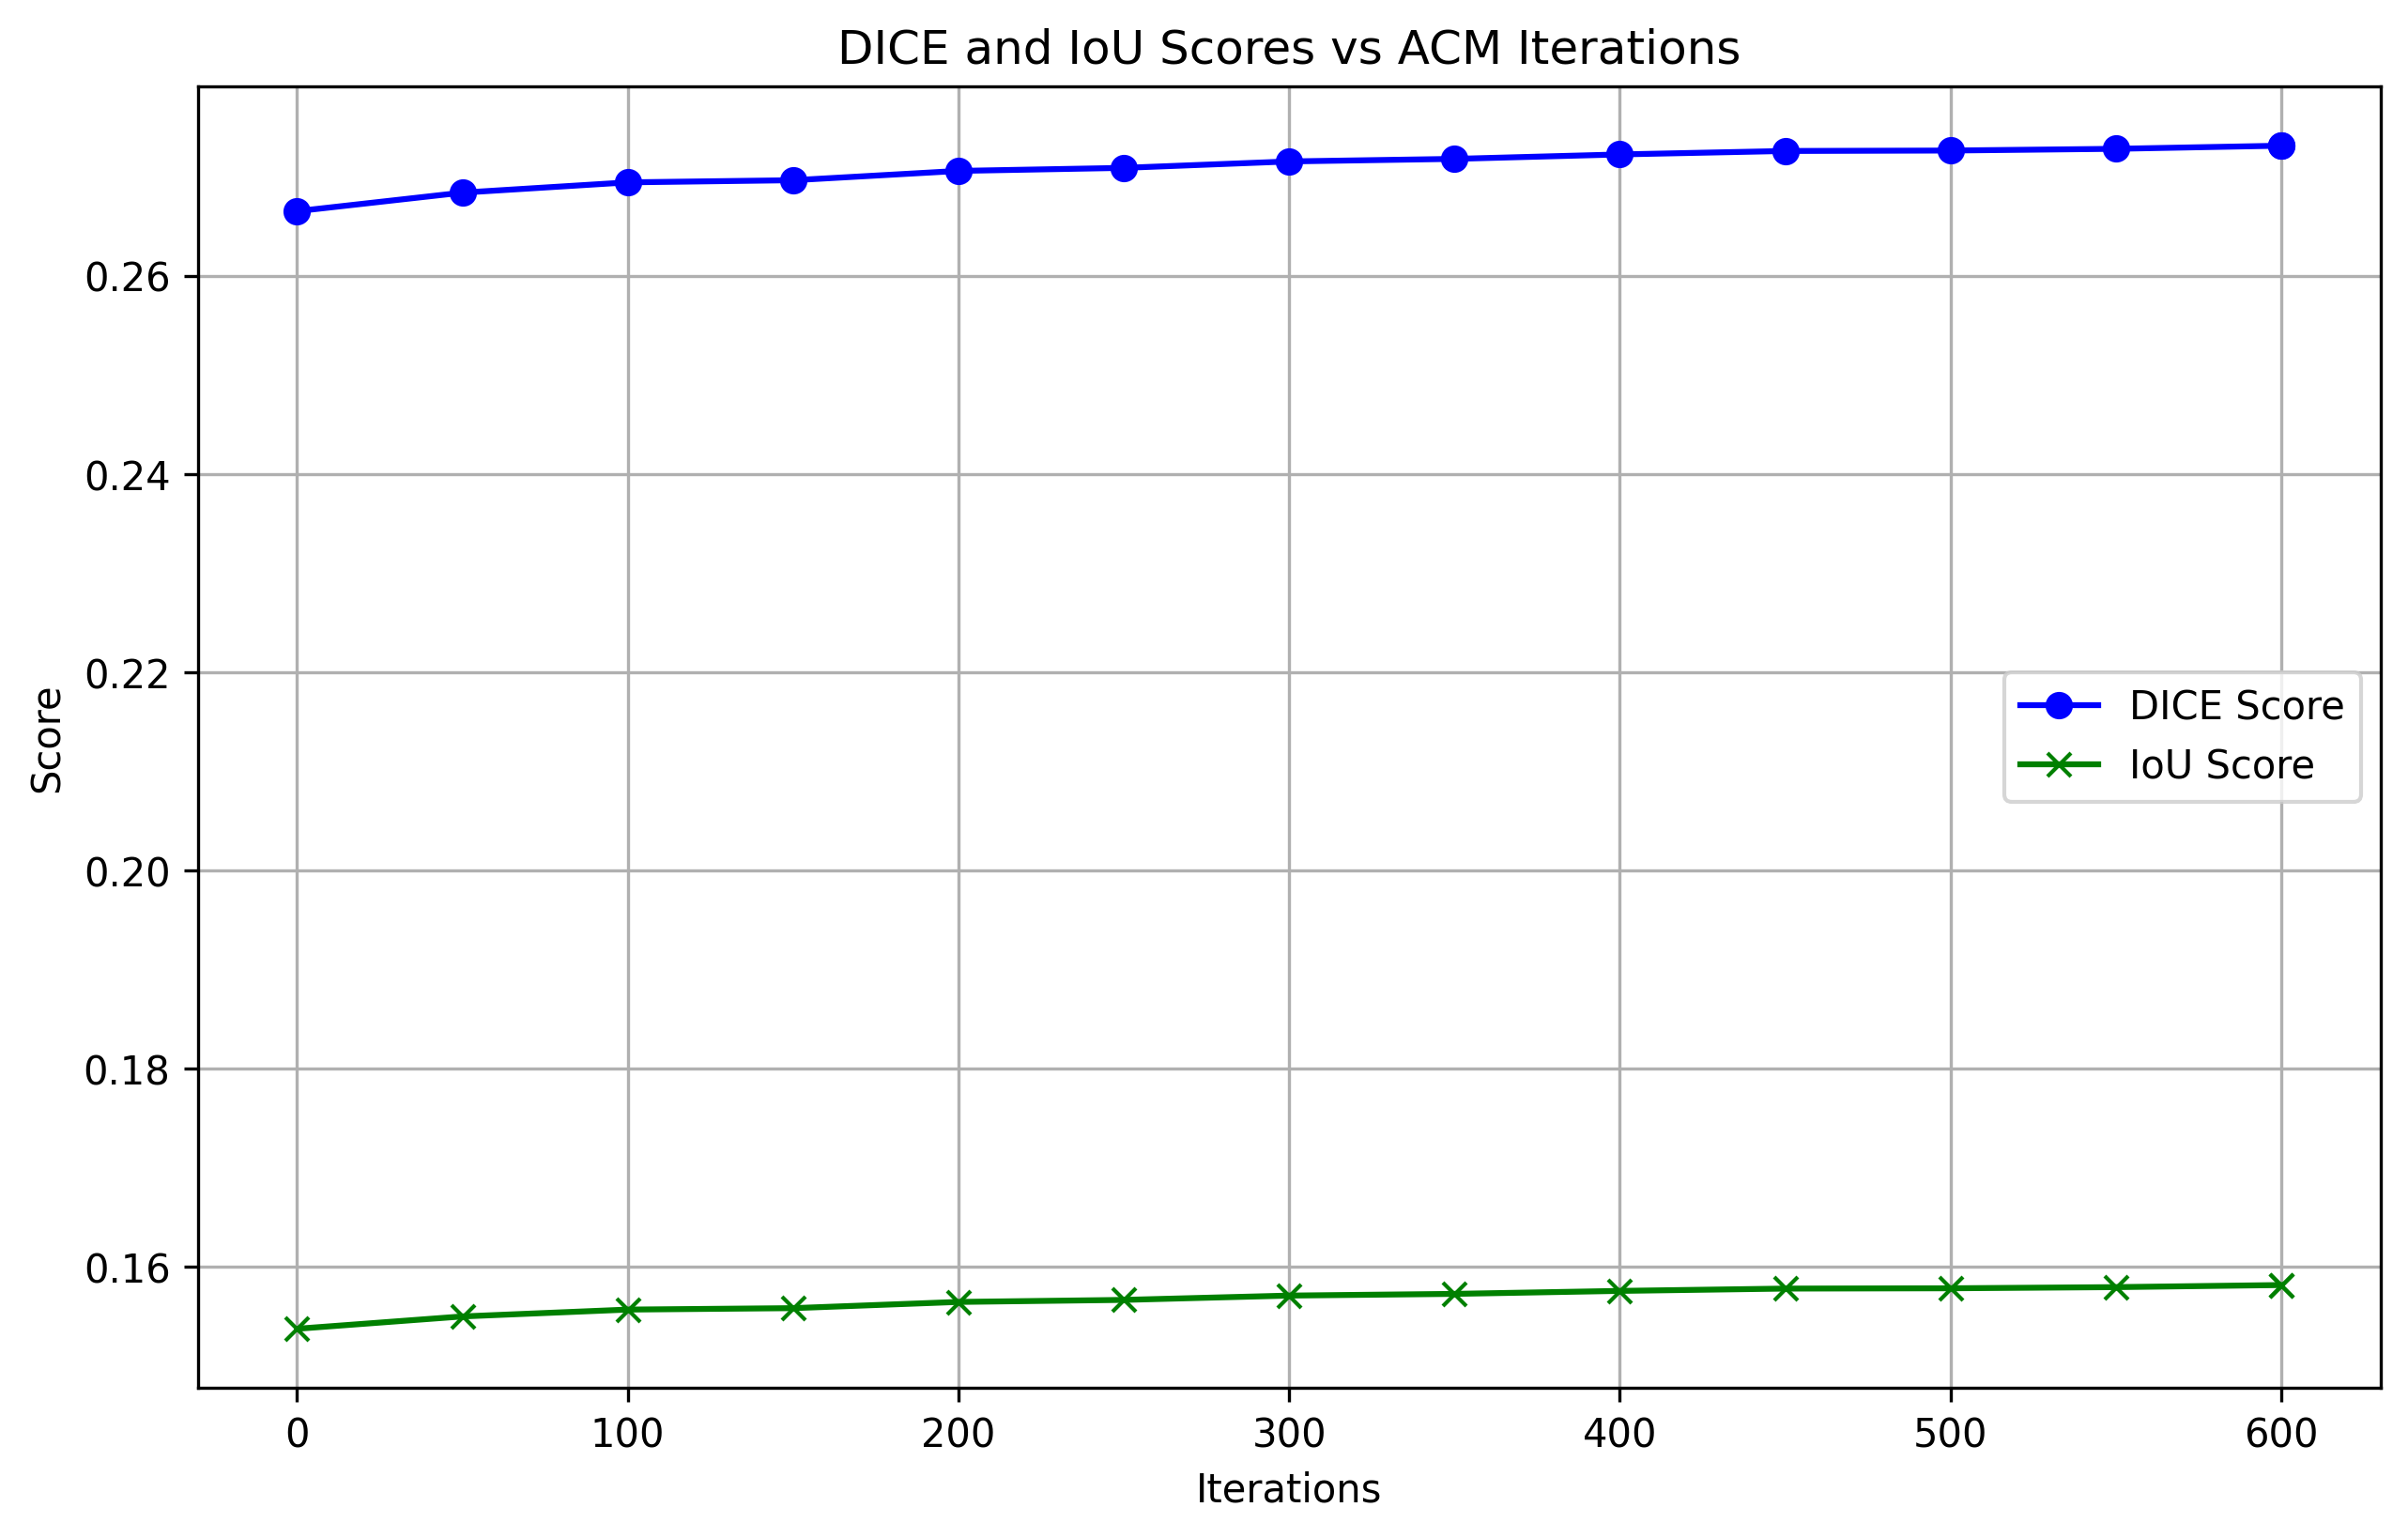 DICE and IoU Scores vs ACM Iterations
Score
0.26
0.24
0.22
0.20
0.18
0.16
DICE Score
IoU Score
0 100 200 300 400 500 600
Iterations